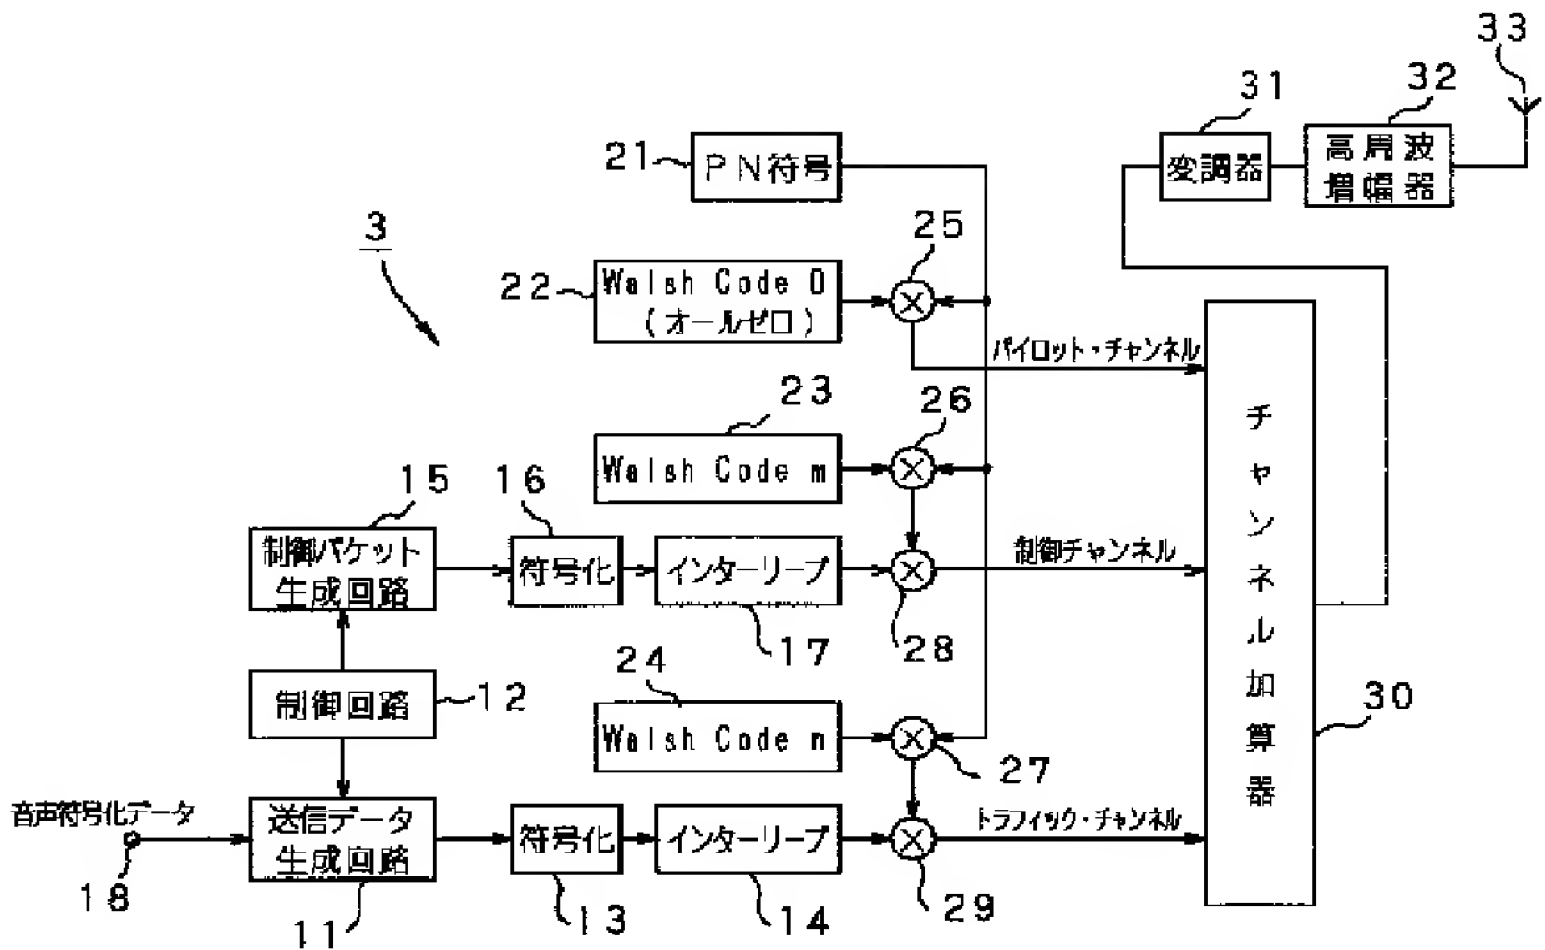 33
31
32
21
PN符号
変調器
高周波
増幅器
3
25
22
Walsh Code 0
(オールゼロ)
パイロット・チャンネル
23
26
Walsh Code m
15
16
制御パケット
生成回路
符号化
インターリーブ
制御チャンネル
17
28
チャンネル加算器
24
制御回路
12
30
Walsh Code n
27
音声符号化データ
送信データ
生成回路
符号化
インターリーブ
トラフィック・チャンネル
18
11
13
14
29